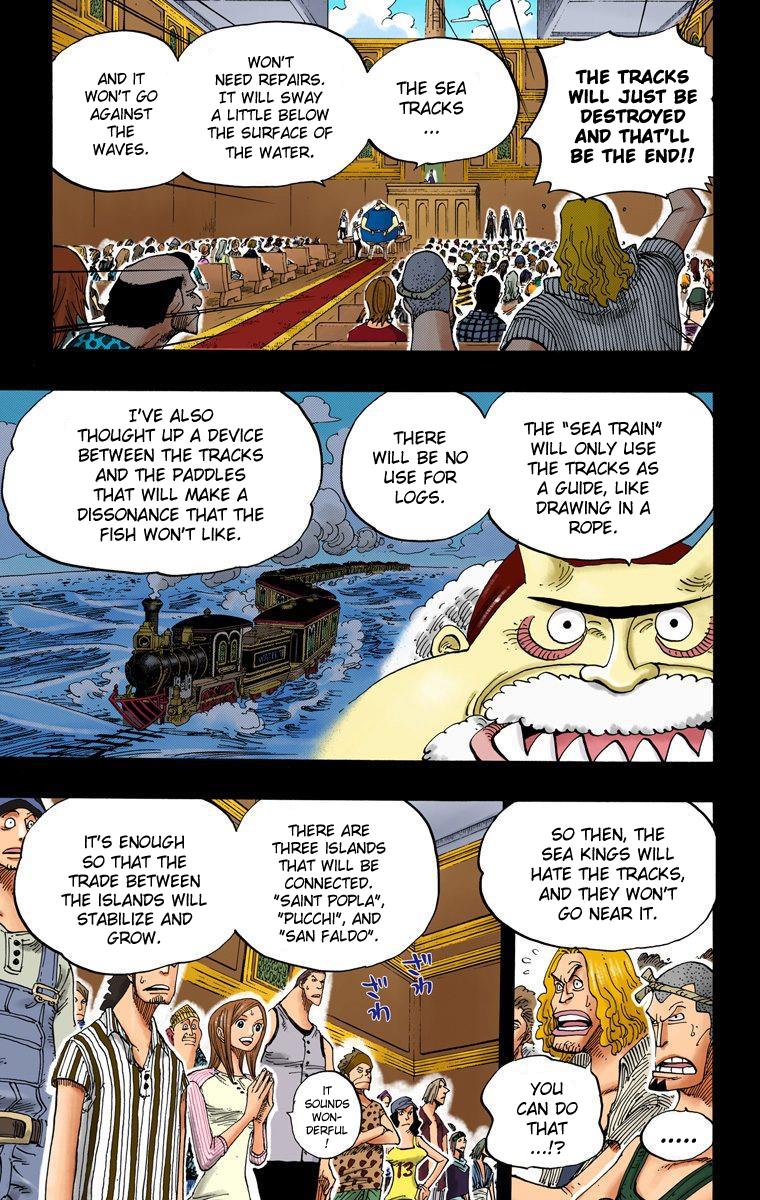 THE TRACKS
WILL JUST BE
DESTROYED
AND THAT'LL
BE THE END!!
THE SEA
TRACKS
...
WON'T
NEED REPAIRS.
IT WILL SWAY
A LITTLE BELOW
THE SURFACE OF
THE WATER.
AND IT
WON'T GO
AGAINST
THE
WAVES.
THE "SEA TRAIN"
WILL ONLY USE
THE TRACKS AS
A GUIDE, LIKE
DRAWING IN A
ROPE.
THERE
WILL BE NO
USE FOR
LOGS.
I'VE ALSO
THOUGHT UP A DEVICE
BETWEEN THE TRACKS
AND THE PADDLES
THAT WILL MAKE A
DISSONANCE THAT THE
FISH WON'T LIKE.
SO THEN, THE
SEA KINGS WILL
HATE THE TRACKS,
AND THEY WON'T
GO NEAR IT.
YOU
CAN DO
THAT
...!?
.....
THERE ARE
THREE ISLANDS
THAT WILL BE
CONNECTED.
"SAINT POPLA",
"PUCCHI", AND
"SAN FALDO".
IT'S ENOUGH
SO THAT THE
TRADE BETWEEN
THE ISLANDS WILL
STABILIZE AND
GROW.
IT
SOUNDS
WON-
DERFUL
!
13